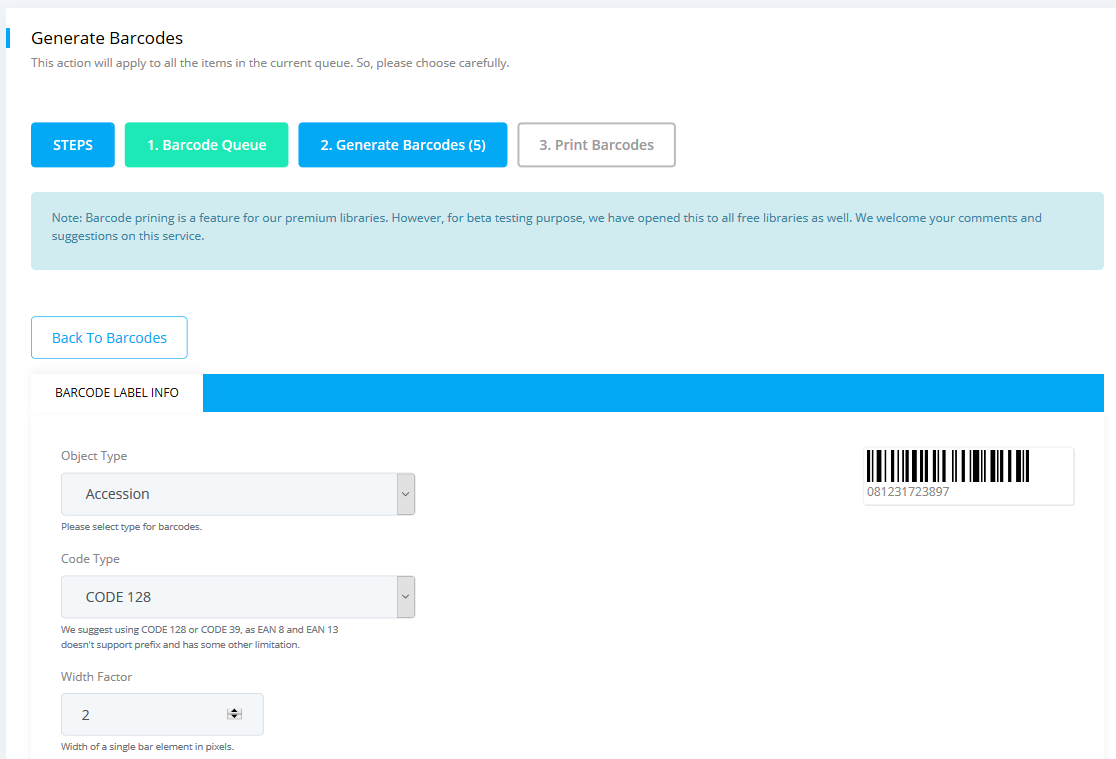 Generate Barcodes
This action will apply to all the items in the current queue. So, please choose carefully.
STEPS
1. Barcode Queue
2. Generate Barcodes (5)
3. Print Barcodes
Note: Barcode prining is a feature for our premium libraries. However, for beta testing purpose, we have opened this to all free libraries as well. We welcome your comments and
suggestions on this service.
Back To Barcodes
BARCODE LABEL INFO
Object Type
Accession
Please select type for barcodes.
081231723897
Code Type
CODE 128
We suggest using CODE 128 or CODE 39, as EAN 8 and EAN 13
doesn't support prefix and has some other limitation.
Width Factor
2
Width of a single bar element in pixels.